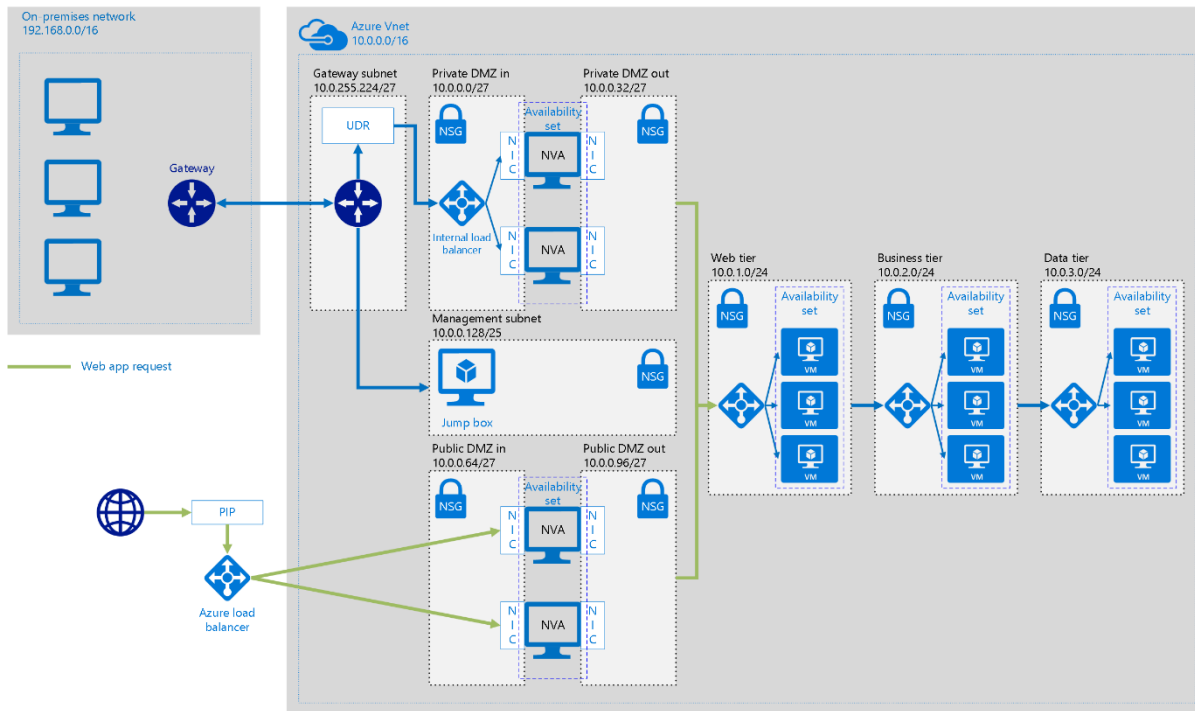 On-premises network
192.168.0.0/16
Gateway
Web app request
PIP
Azure load
balancer
Azure Vnet
10.0.0.0/16
Gateway subnet
10.0.255.224/27
UDR
Private DMZ in
10.0.0.0/27
NSG
Internal load
balancer
Availability
set
N
I
C
NVA
N
I
C
N
I
C
NVA
N
I
C
Private DMZ out
10.0.0.32/27
NSG
Management subnet
10.0.0.128/25
Jump box
NSG
Public DMZ in
10.0.0.64/27
NSG
Availability
set
N
I
C
NVA
N
I
C
N
I
C
NVA
N
I
C
Public DMZ out
10.0.0.96/27
NSG
Web tier
10.0.1.0/24
NSG
Availability
set
VM
VM
VM
Business tier
10.0.2.0/24
NSG
Availability
set
VM
VM
VM
Data tier
10.0.3.0/24
NSG
Availability
set
VM
VM
VM